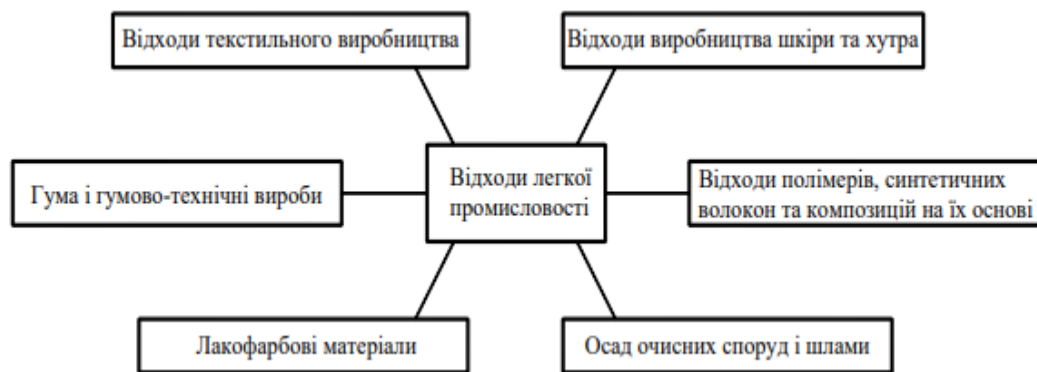 Відходи текстильного виробництва
Відходи виробництва шкіри та хутра
Гума і гумово-технічні вироби
Відходи легкої
промисловості
Відходи полімерів, синтетичних
волокон та композицій на їх основі
Лакофарбові матеріали
Осад очисних споруд і шлами